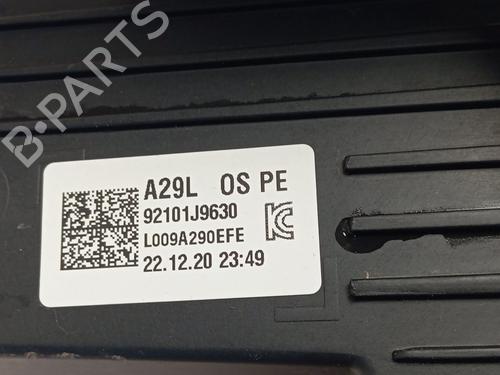 B-PARTS
A29L OS PE
92101J9630
L009A290EFE
22.12.20 23:49